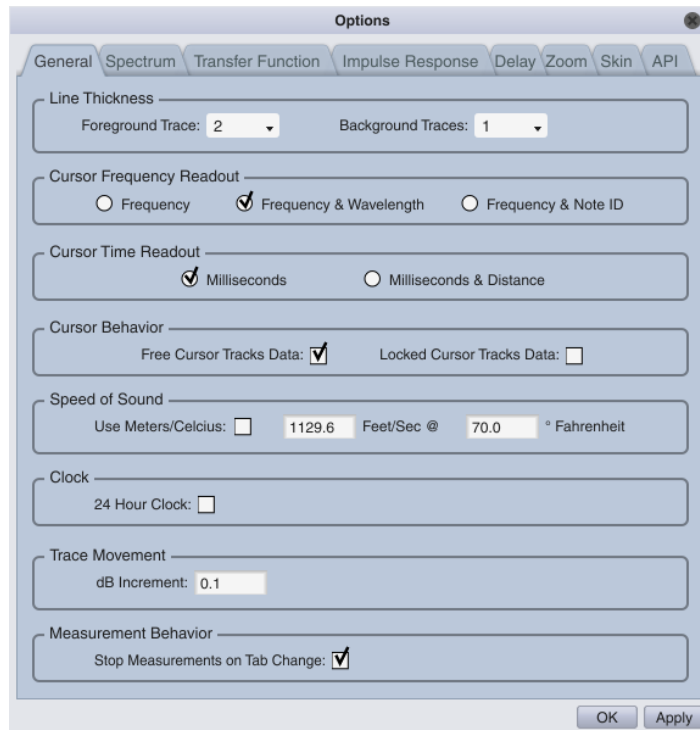 Options
General Spectrum Transfer Function Impulse Response Delay Zoom Skin API
Line Thickness
Foreground Trace: 2 Background Traces: 1
Cursor Frequency Readout
Frequency Frequency & Wavelength Frequency & Note ID
Cursor Time Readout
Milliseconds Milliseconds & Distance
Cursor Behavior
Free Cursor Tracks Data: Locked Cursor Tracks Data:
Speed of Sound
Use Meters/Celcius: 1129.6 Feet/Sec @ 70.0 ° Fahrenheit
Clock
24 Hour Clock:
Trace Movement
dB Increment: 0.1
Measurement Behavior
Stop Measurements on Tab Change:
OK Apply